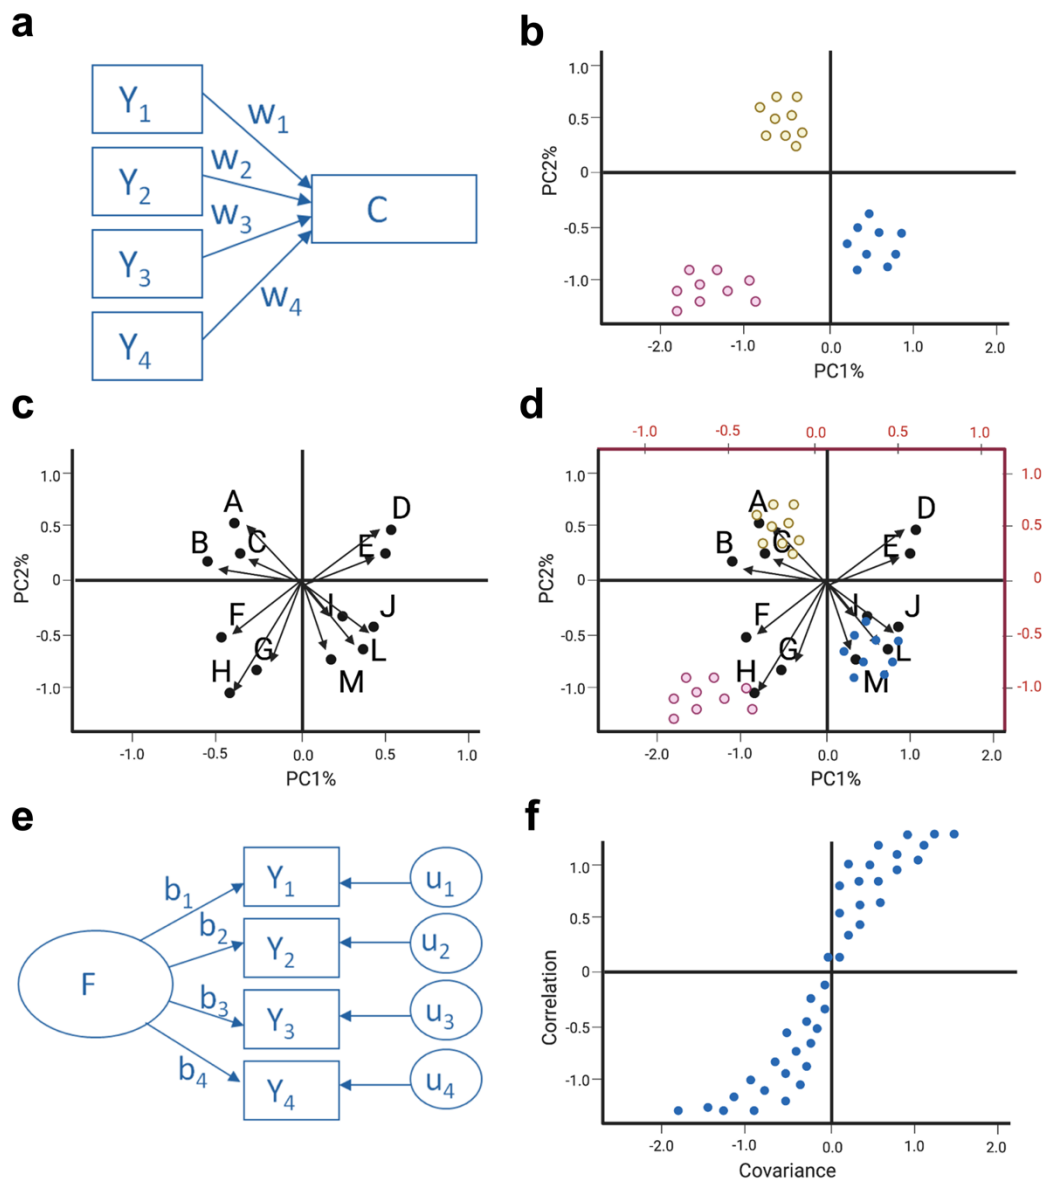 a
Y1
w1
Y2
w2
C
w3
Y3
w4
Y4
b
1.0
0.5
0
-0.5
-1.0
PC2%
-2.0 -1.0 0.0 1.0 2.0
PC1%
c
1.0
0.5
0
-0.5
-1.0
PC2%
A
D
B
C
E
F
I
J
G
L
H
M
-1.0 -0.5 0.0 0.5 1.0
PC1%
d
-1.0 -0.5 0.0 0.5 1.0
1.0
0.5
0
-0.5
-1.0
PC2%
A
D
B
C
E
F
I
J
G
L
H
M
1.0
0.5
0
-0.5
-1.0
-2.0 -1.0 0.0 1.0 2.0
PC1%
e
F
b1
Y1
u1
b2
Y2
u2
b3
Y3
u3
b4
Y4
u4
f
1.0
0.5
0
-0.5
-1.0
Correlation
-2.0 -1.0 0.0 1.0 2.0
Covariance